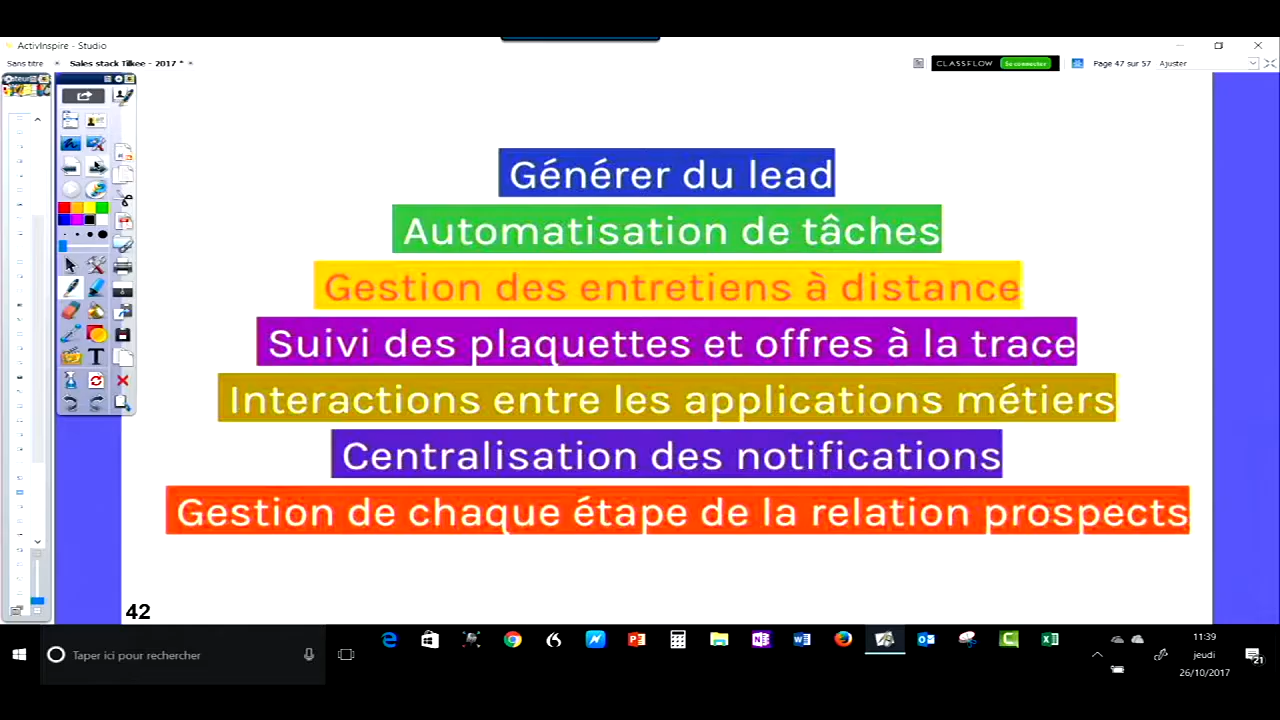 ActivInspire - Studio
Sans titre
Sales stack Tilkee - 2017 *
CLASSFLOW
Se connecter
Page 47 sur 57
Ajuster
Générer du lead
Automatisation de tâches
Gestion des entretiens à distance
Suivi des plaquettes et offres à la trace
Interactions entre les applications métiers
Centralisation des notifications
Gestion de chaque étape de la relation prospects
42
Taper ici pour rechercher
11:39
jeudi
26/10/2017
21